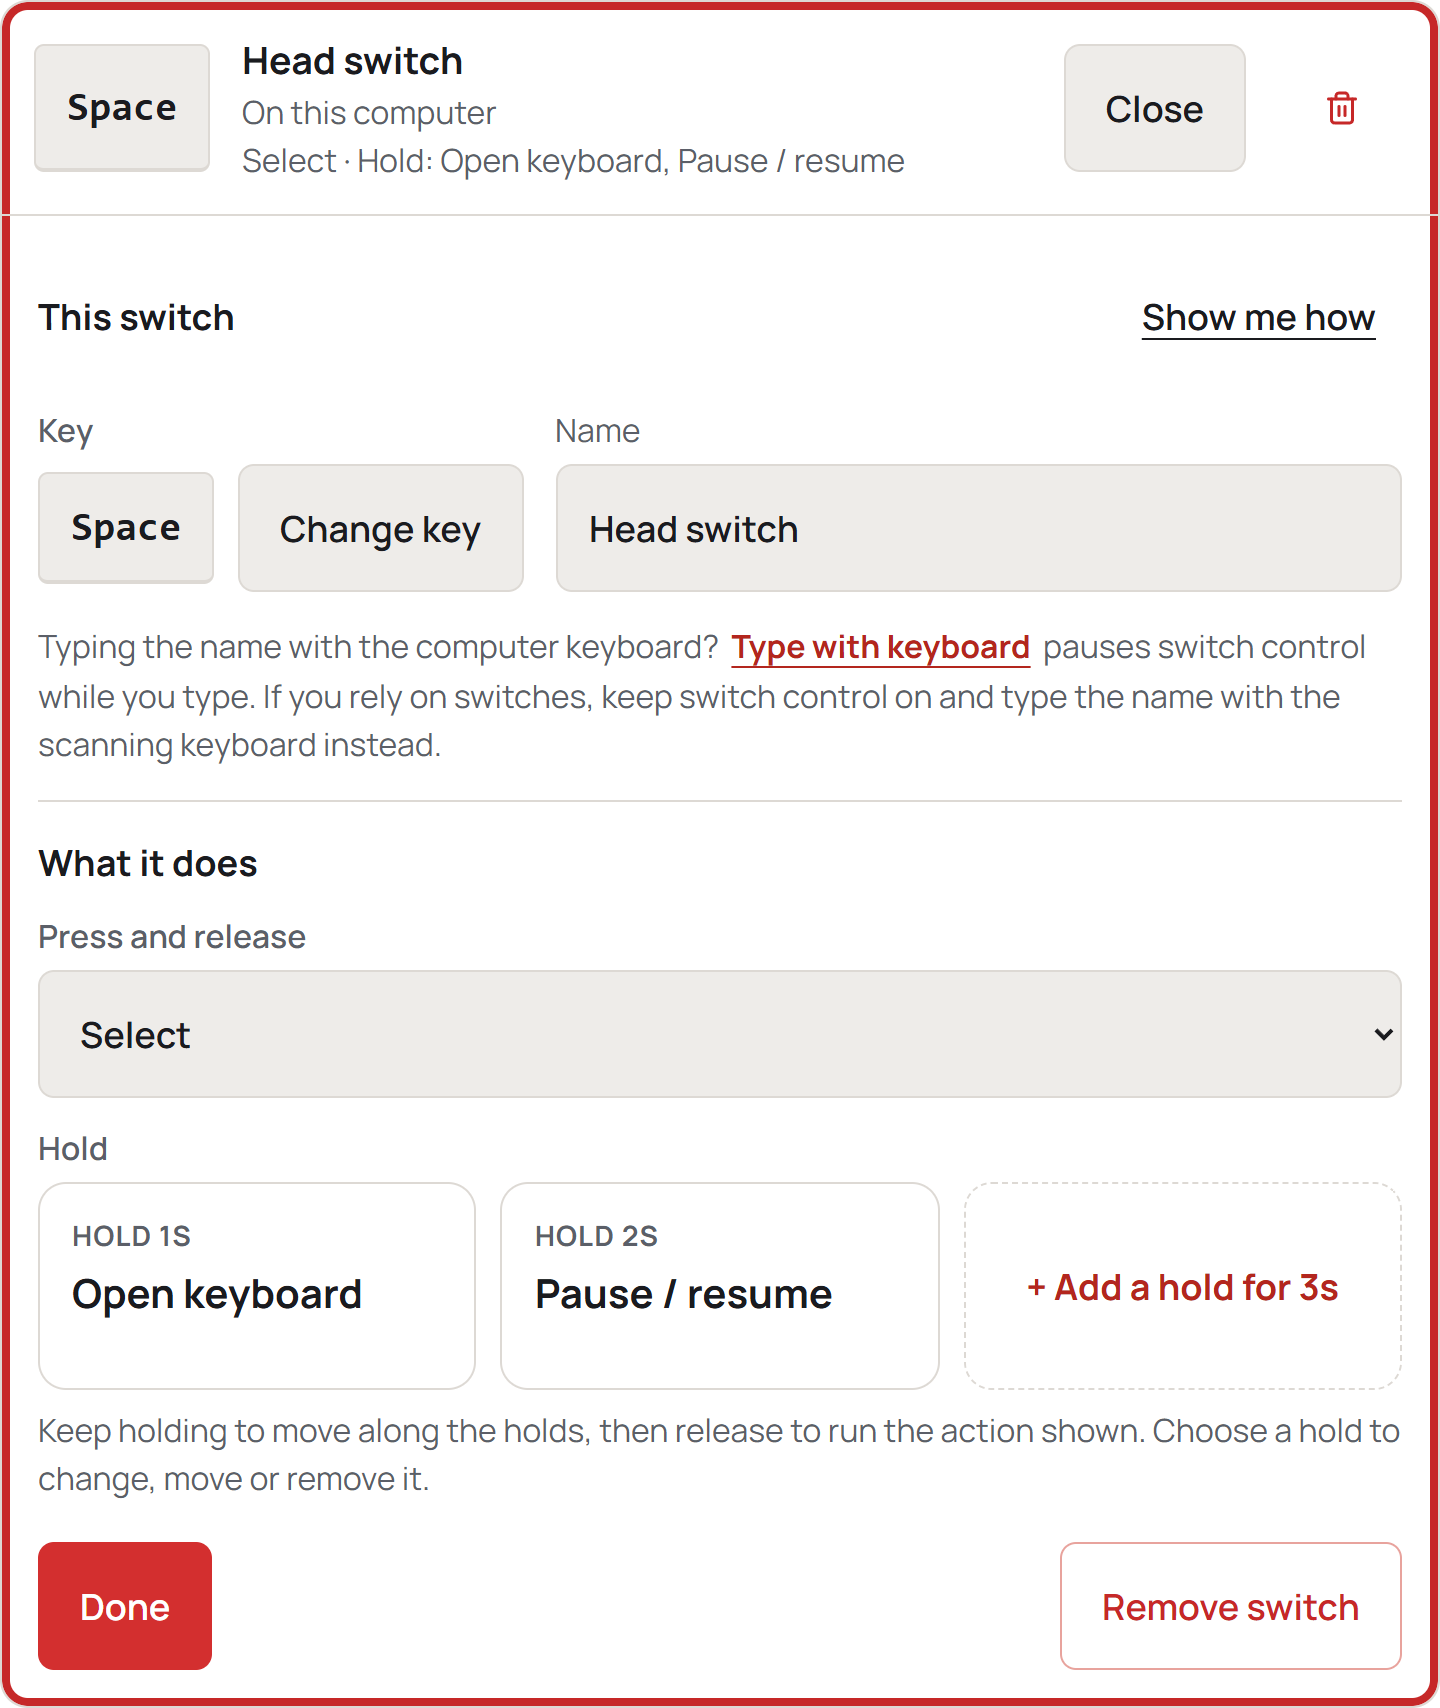 Space
Head switch
On this computer
Select · Hold: Open keyboard, Pause / resume
Close
This switch
Show me how
Key
Name
Space
Change key
Head switch
Typing the name with the computer keyboard? Type with keyboard pauses switch control
while you type. If you rely on switches, keep switch control on and type the name with the
scanning keyboard instead.
What it does
Press and release
Select
Hold
HOLD 1S
Open keyboard
HOLD 2S
Pause / resume
+ Add a hold for 3s
Keep holding to move along the holds, then release to run the action shown. Choose a hold to
change, move or remove it.
Done
Remove switch